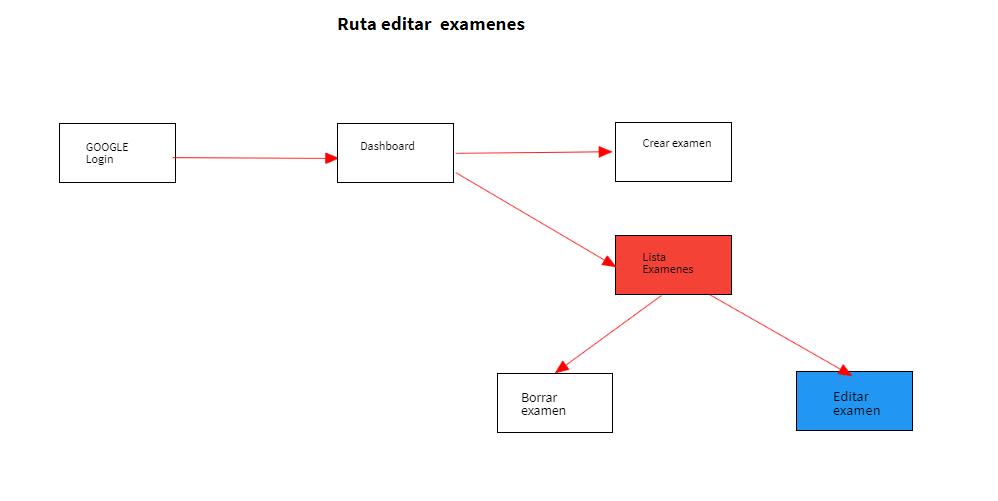 Ruta editar  examenes
GOOGLE
Login
Dashboard
Crear examen
Lista
Examenes
Borrar
examen
Editar
examen